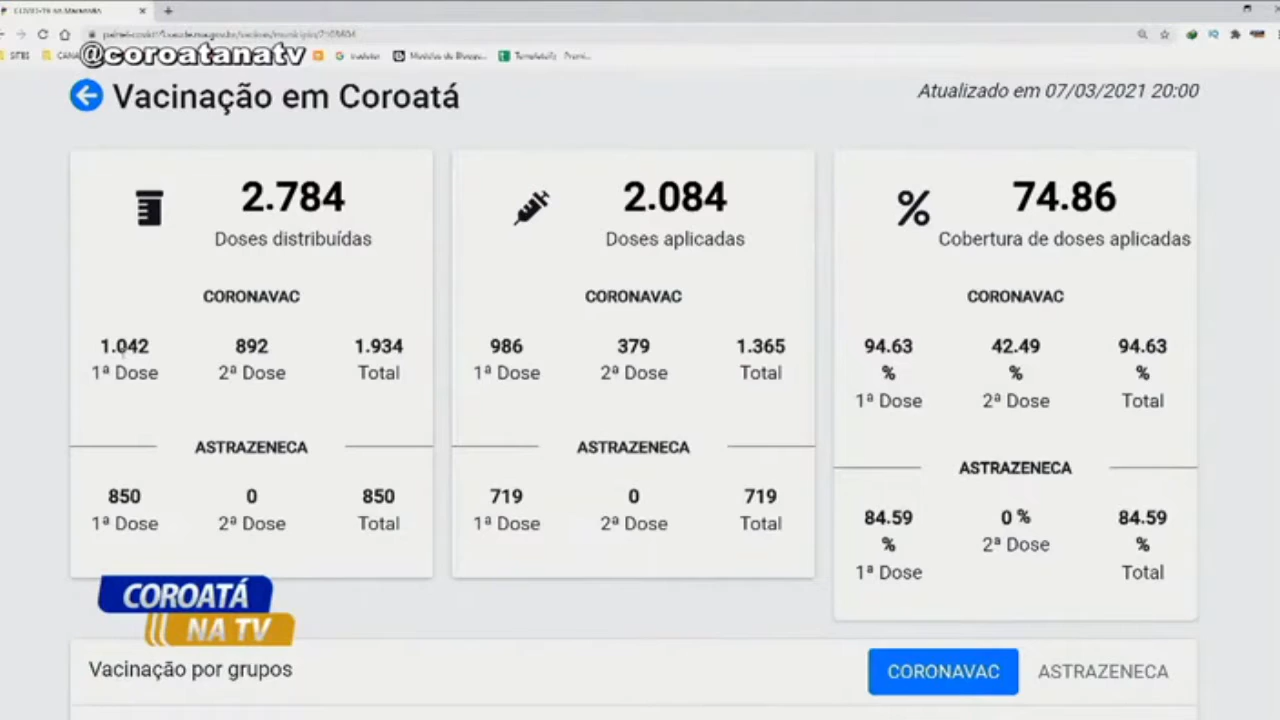 COVID-19 no Maranhão
@coroatanatv
Vacinação em Coroatá
Atualizado em 07/03/2021 20:00
2.784
Doses distribuídas
CORONAVAC
1.042 892 1.934
1ª Dose 2ª Dose Total
ASTRAZENECA
850 0 850
1ª Dose 2ª Dose Total
2.084
Doses aplicadas
CORONAVAC
986 379 1.365
1ª Dose 2ª Dose Total
ASTRAZENECA
719 0 719
1ª Dose 2ª Dose Total
% 74.86
Cobertura de doses aplicadas
CORONAVAC
94.63 42.49 94.63
% % %
1ª Dose 2ª Dose Total
ASTRAZENECA
84.59 0 % 84.59
% 2ª Dose %
1ª Dose Total
COROATÁ
NA TV
Vacinação por grupos
CORONAVAC ASTRAZENECA